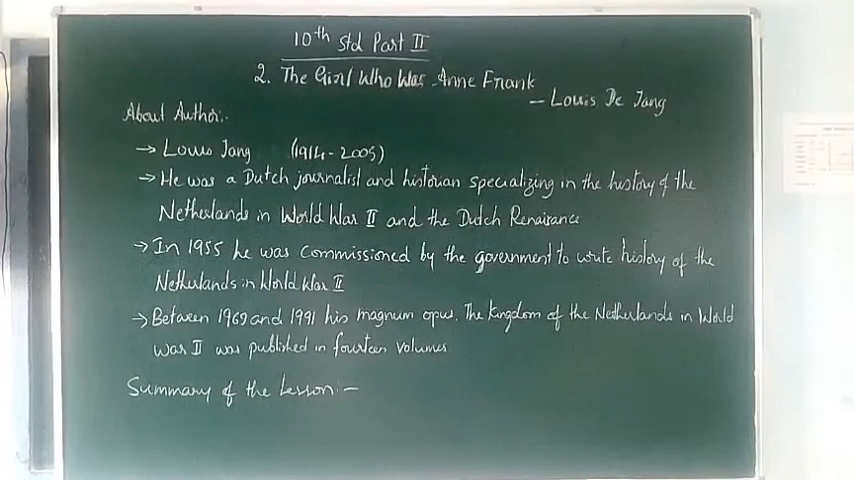 10th Std Part II
2. The Girl Who Was Anne Frank
- Louis De Jang
About Author:-
→ Louis Jang (1914-2005)
→ He was a Dutch journalist and historian specializing in the history of the
Netherlands in World War II and the Dutch Renaisance
→ In 1955 he was commissioned by the government to write history of the
Netherlands in World War II
→ Between 1969 and 1991 his magnum opus. The kingdom of the Netherlands in World
War II was published in fourteen volumes
Summary of the Lesson:-